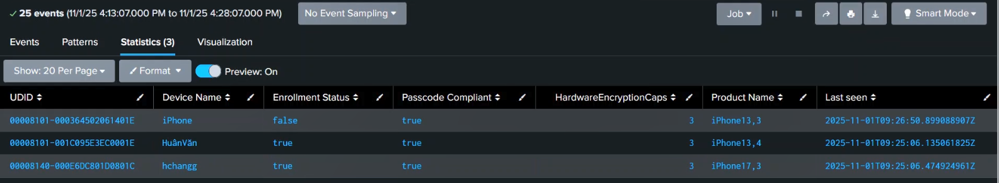 25 events (11/1/25 4:13:07.000 PM to 11/1/25 4:28:07.000 PM) No Event Sampling Job Smart Mode
Events Patterns Statistics (3) Visualization
Show: 20 Per Page Format Preview: On
UDID Device Name Enrollment Status Passcode Compliant HardwareEncryptionCaps Product Name Last seen
00008101-000364502061401E iPhone false true 3 iPhone13,3 2025-11-01T09:26:50.899088907Z
00008101-001C095E3EC0001E HuânVăn true true 3 iPhone13,4 2025-11-01T09:25:06.135061825Z
00008140-000E6DC801D0801C hchangg true true 3 iPhone17,3 2025-11-01T09:25:06.474924961Z